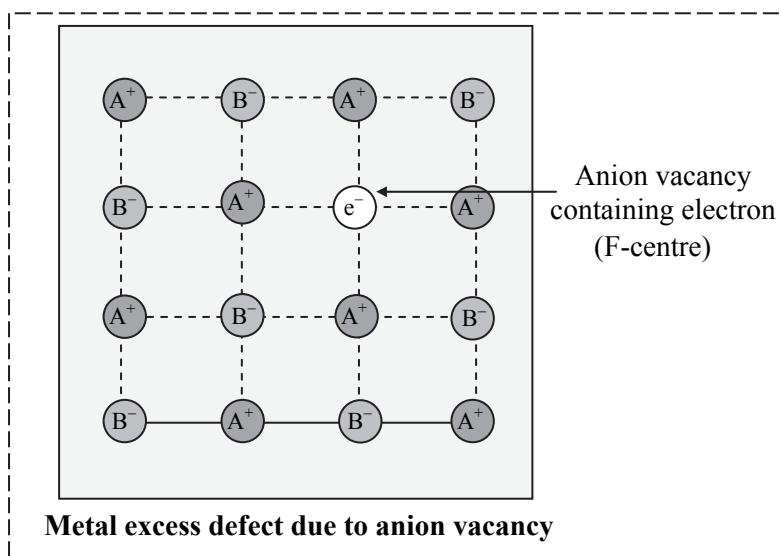 A⁺ B⁻ A⁺ B⁻
B⁻ A⁺ e⁻ A⁺
Anion vacancy
containing electron
(F-centre)
A⁺ B⁻ A⁺ B⁻
B⁻ A⁺ B⁻ A⁺
Metal excess defect due to anion vacancy